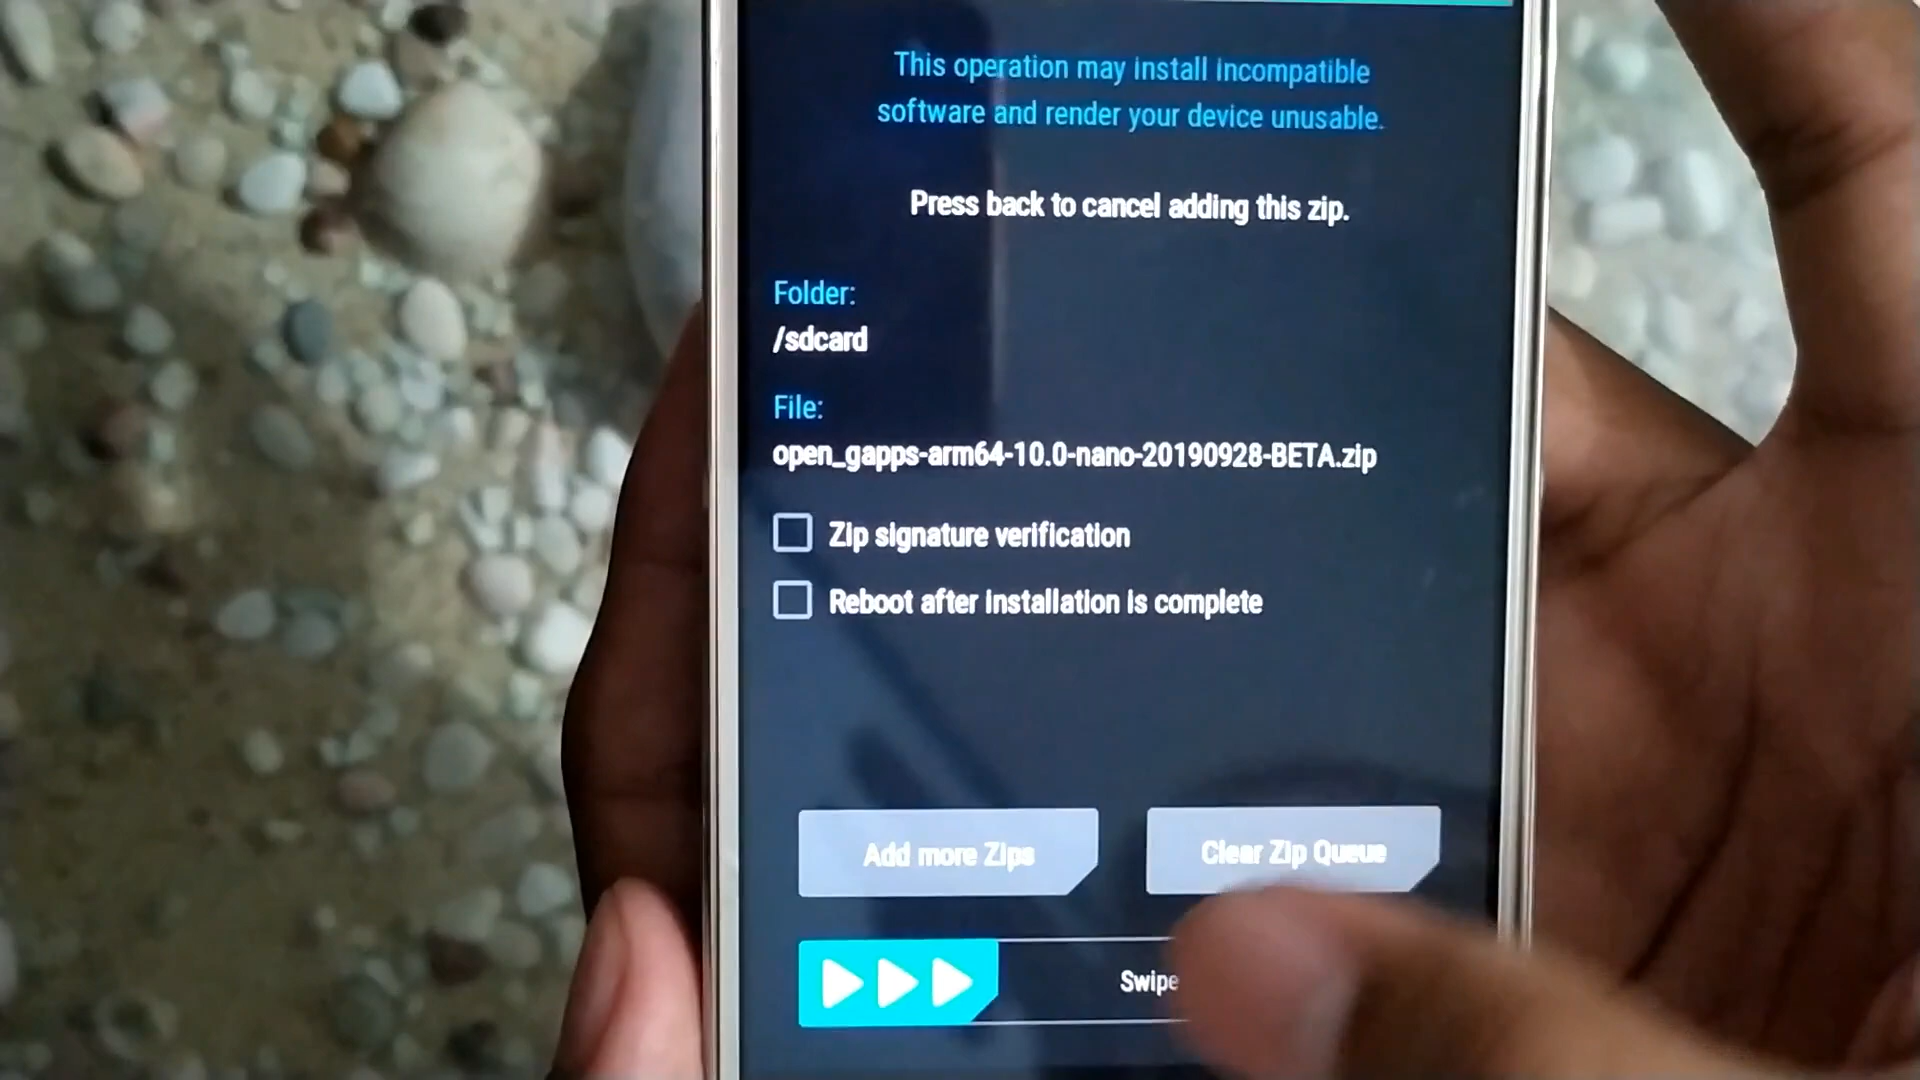 This operation may install incompatible
software and render your device unusable.
Press back to cancel adding this zip.
Folder:
/sdcard
File:
open_gapps-arm64-10.0-nano-20190928-BETA.zip
Zip signature verification
Reboot after installation is complete
Add more Zips
Clear Zip Queue
Swipe